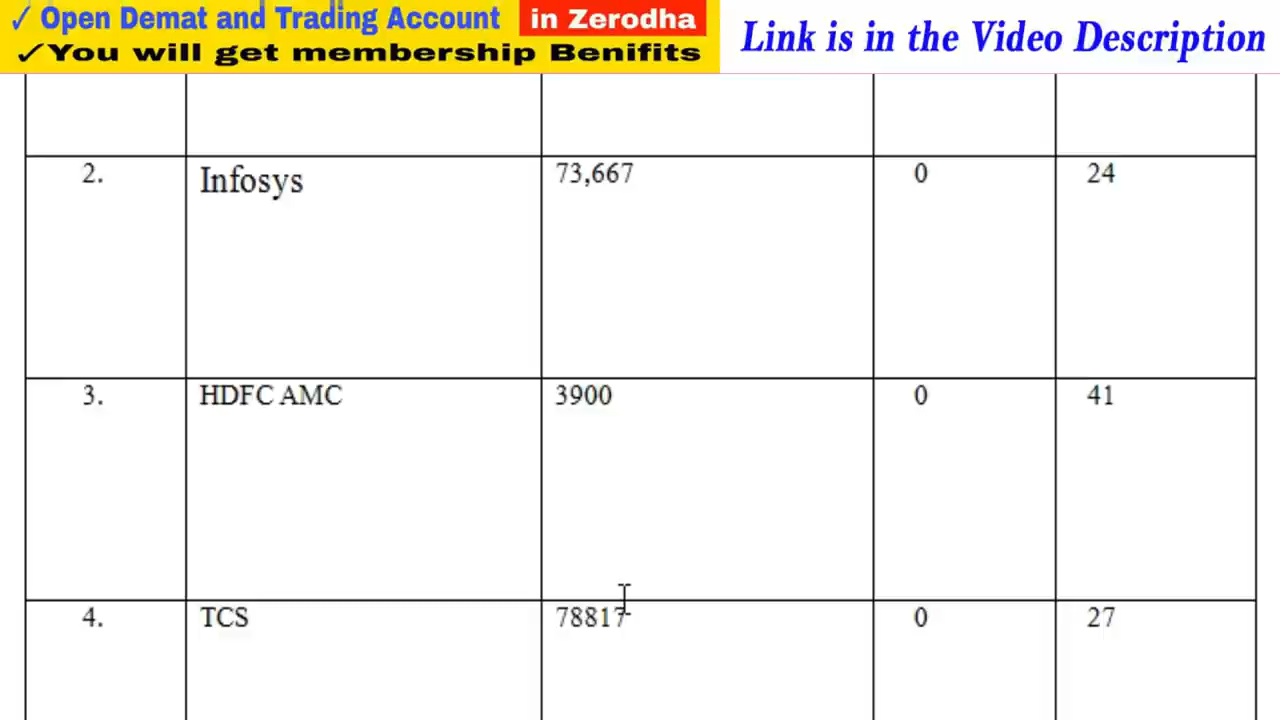 ✓ Open Demat and Trading Account in Zerodha
✓You will get membership Benifits
Link is in the Video Description
2. Infosys 73,667 0 24
3. HDFC AMC 3900 0 41
4. TCS 78817 0 27